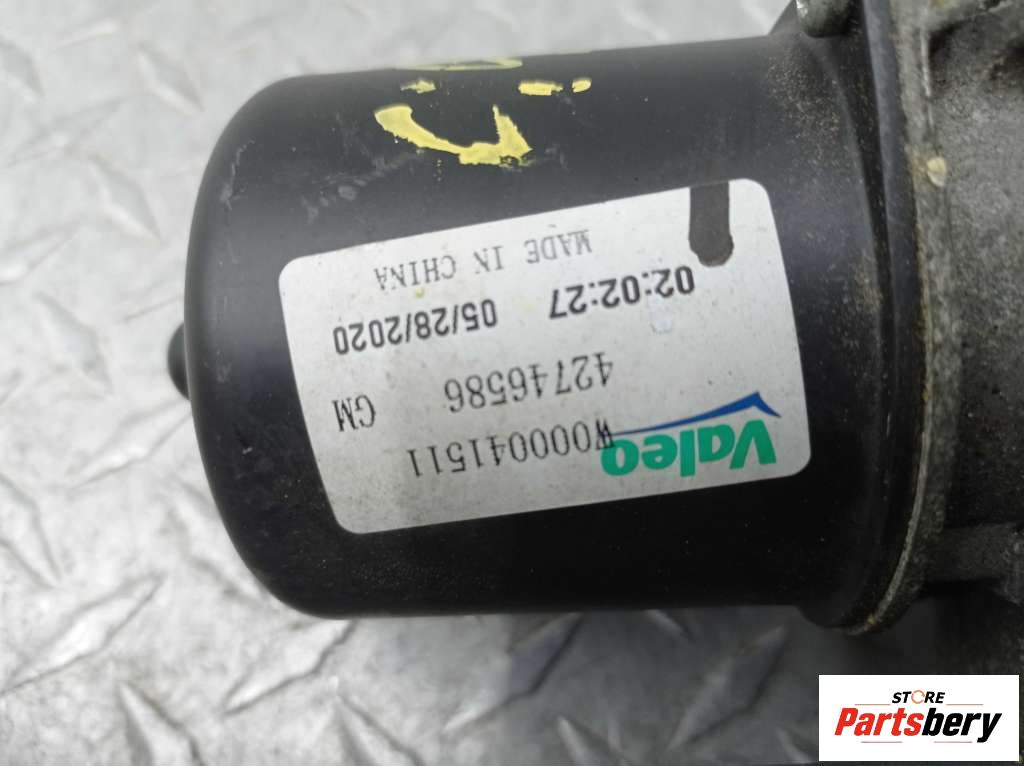 Valeo W000041511
42746586 GM
02:02:27 05/28/2020
MADE IN CHINA
STORE
Partsbery